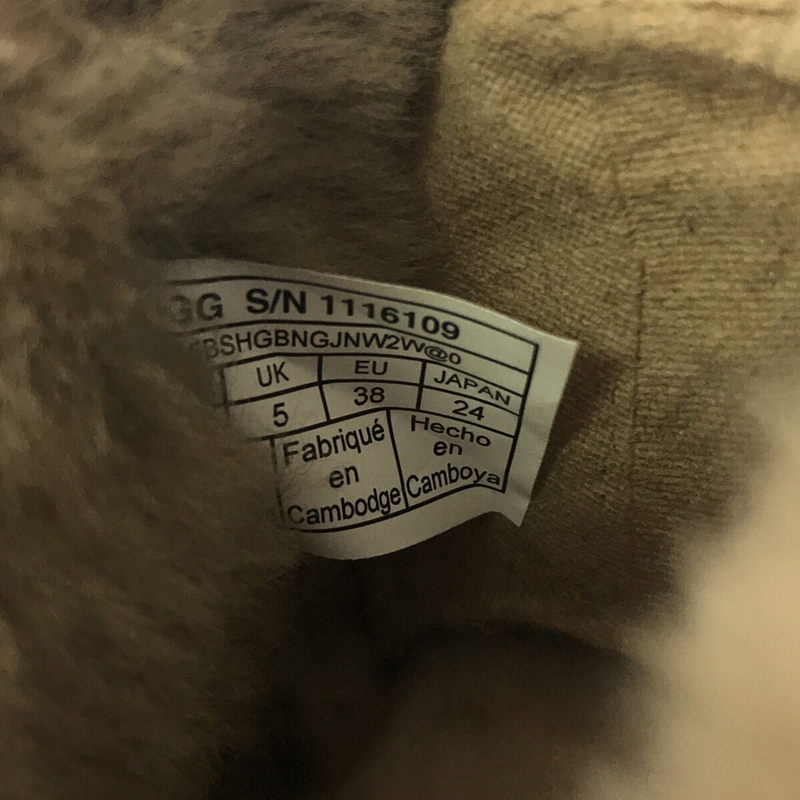 GG S/N 1116109
BSHGBNGJNW2W@0
UK EU JAPAN
5 38 24
Fabriqué en Cambodge
Hecho en Camboya